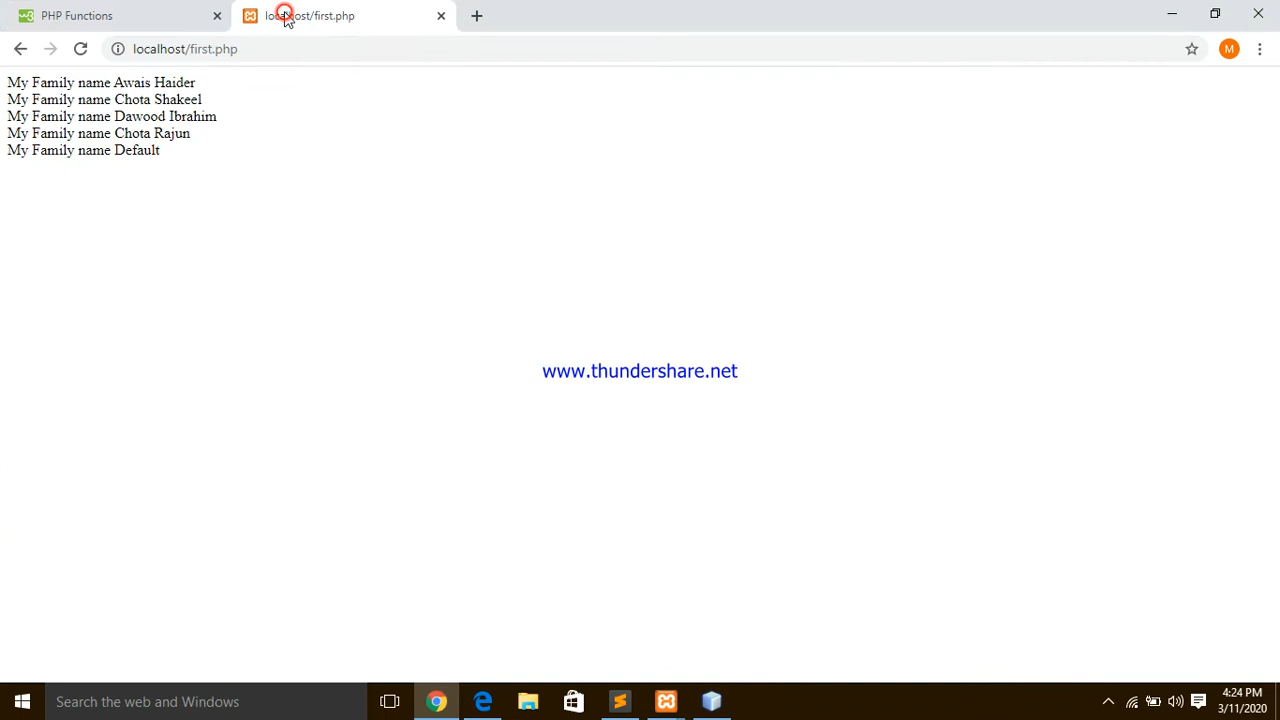 PHP Functions
localhost/first.php
localhost/first.php
M
My Family name Awais Haider
My Family name Chota Shakeel
My Family name Dawood Ibrahim
My Family name Chota Rajun
My Family name Default
www.thundershare.net
Search the web and Windows
4:24 PM
3/11/2020